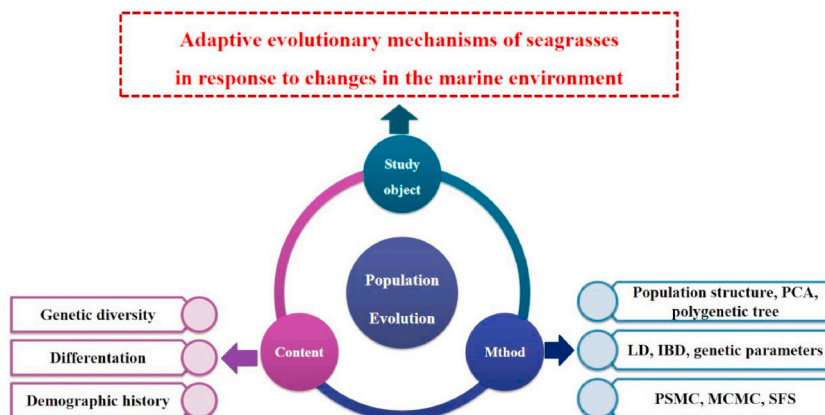 Adaptive evolutionary mechanisms of seagrasses
in response to changes in the marine environment
Study
object
Population
Evolution
Content
Mthod
Genetic diversity
Differentation
Demographic history
Population structure, PCA,
polygenetic tree
LD, IBD, genetic parameters
PSMC, MCMC, SFS